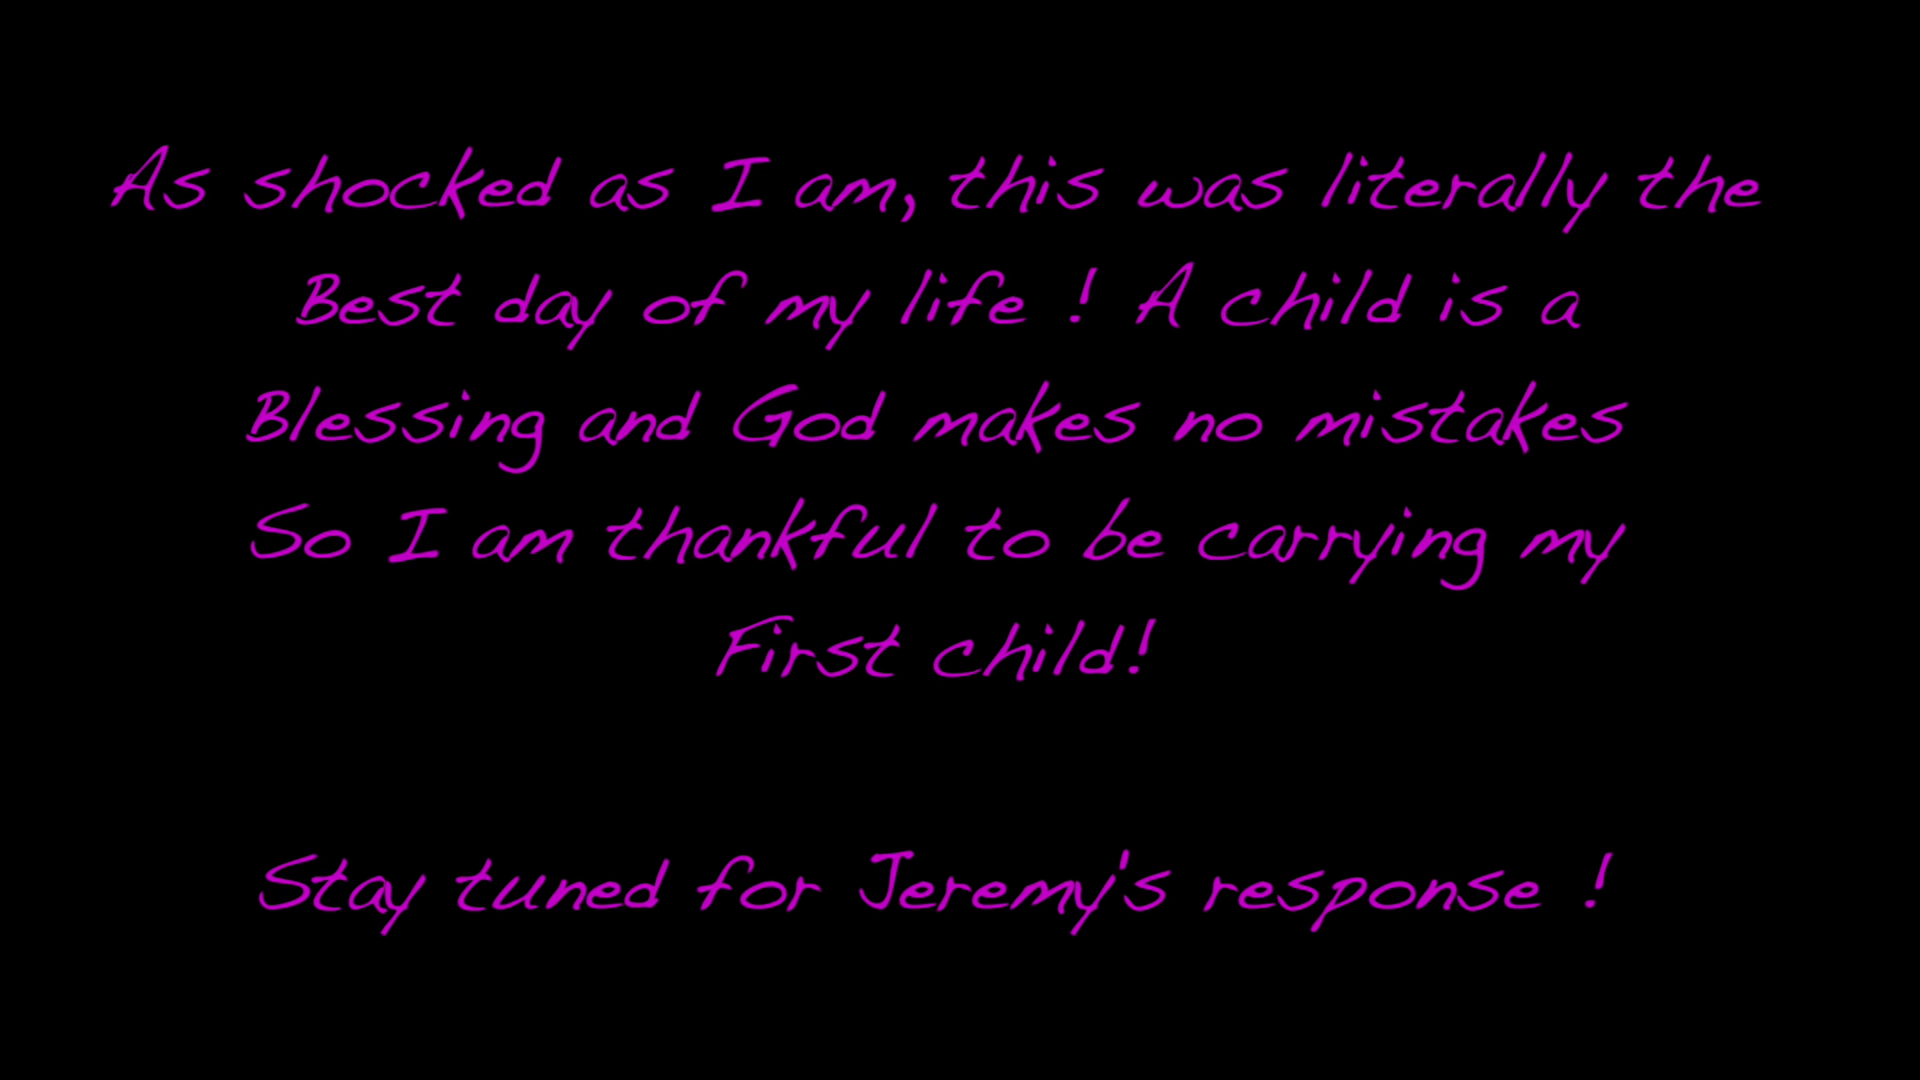 As shocked as I am, this was literally the
Best day of my life ! A child is a
Blessing and God makes no mistakes
So I am thankful to be carrying my
First child!
Stay tuned for Jeremy's response !